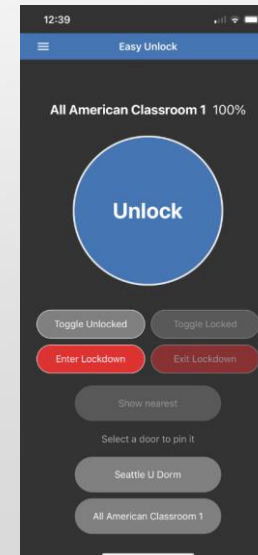 12:39
Easy Unlock
All American Classroom 1 100%
Unlock
Toggle Unlocked Toggle Locked
Enter Lockdown Exit Lockdown
Show nearest
Select a door to pin it
Seattle U Dorm
All American Classroom 1